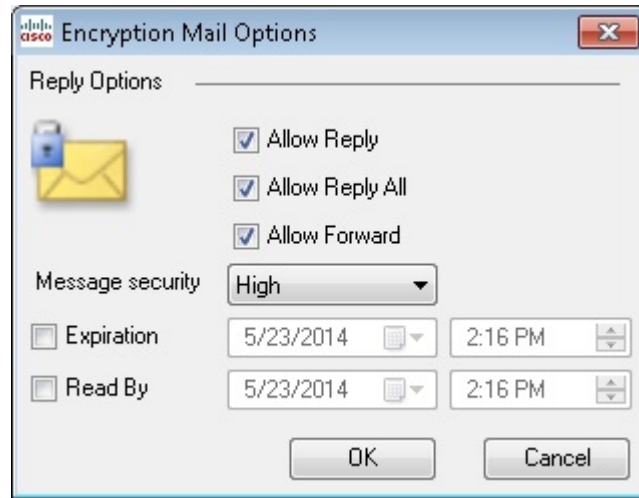 cisco Encryption Mail Options
Reply Options
Allow Reply
Allow Reply All
Allow Forward
Message security High
Expiration 5/23/2014 2:16 PM
Read By 5/23/2014 2:16 PM
OK Cancel